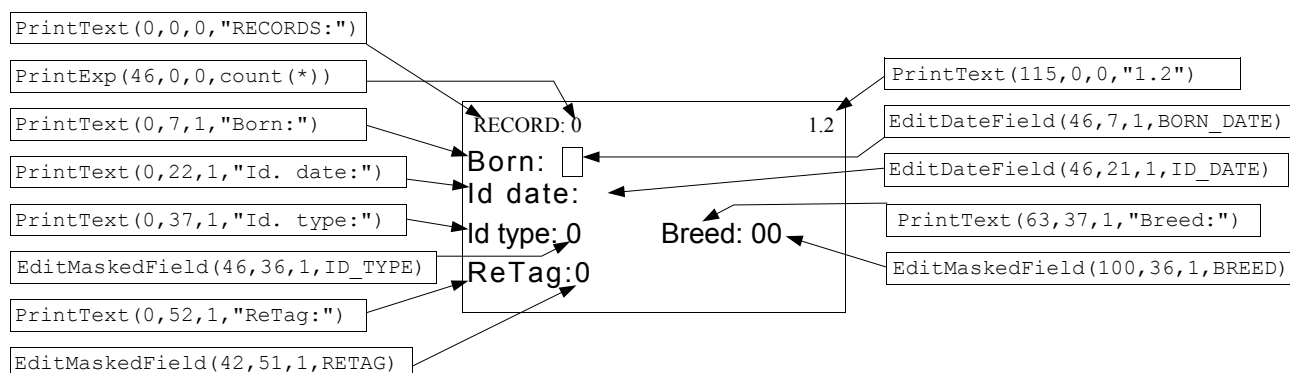 PrintText(0,0,0,"RECORDS:")
PrintExp(46,0,0,count(*))
PrintText(0,7,1,"Born:")
PrintText(0,22,1,"Id. date:")
PrintText(0,37,1,"Id. type:")
EditMaskedField(46,36,1,ID_TYPE)
PrintText(0,52,1,"ReTag:")
EditMaskedField(42,51,1,RETAG)
RECORD: 0 1.2
Born:
Id date:
Id type: 0 Breed: 00
ReTag:0
PrintText(115,0,0,"1.2")
EditDateField(46,7,1,BORN_DATE)
EditDateField(46,21,1,ID_DATE)
PrintText(63,37,1,"Breed:")
EditMaskedField(100,36,1,BREED)